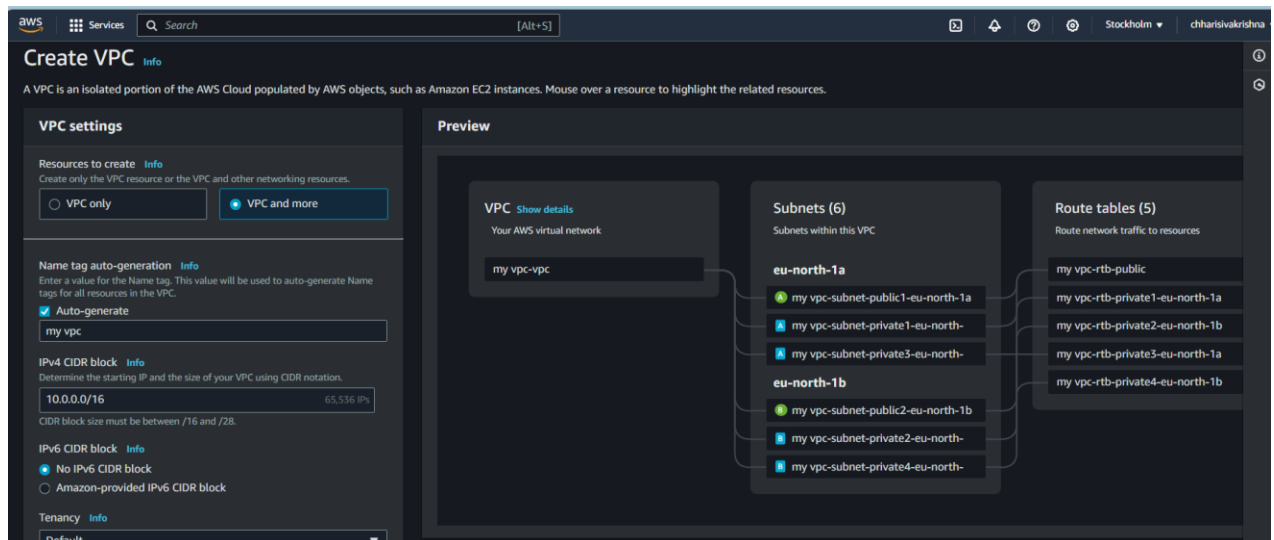 aws Services Search [Alt+S] Stockholm chharisivakrishna
Create VPC Info
A VPC is an isolated portion of the AWS Cloud populated by AWS objects, such as Amazon EC2 instances. Mouse over a resource to highlight the related resources.
VPC settings
Resources to create Info
Create only the VPC resource or the VPC and other networking resources.
VPC only
VPC and more
Name tag auto-generation Info
Enter a value for the Name tag. This value will be used to auto-generate Name
tags for all resources in the VPC.
Auto-generate
my vpc
IPv4 CIDR block Info
Determine the starting IP and the size of your VPC using CIDR notation.
10.0.0.0/16 65,536 IPs
CIDR block size must be between /16 and /28.
IPv6 CIDR block Info
No IPv6 CIDR block
Amazon-provided IPv6 CIDR block
Tenancy Info
Default
Preview
VPC Show details
Your AWS virtual network
my vpc-vpc
Subnets (6)
Subnets within this VPC
eu-north-1a
A my vpc-subnet-public1-eu-north-1a
A my vpc-subnet-private1-eu-north-
A my vpc-subnet-private3-eu-north-
eu-north-1b
B my vpc-subnet-public2-eu-north-1b
B my vpc-subnet-private2-eu-north-
B my vpc-subnet-private4-eu-north-
Route tables (5)
Route network traffic to resources
my vpc-rtb-public
my vpc-rtb-private1-eu-north-1a
my vpc-rtb-private2-eu-north-1b
my vpc-rtb-private3-eu-north-1a
my vpc-rtb-private4-eu-north-1b